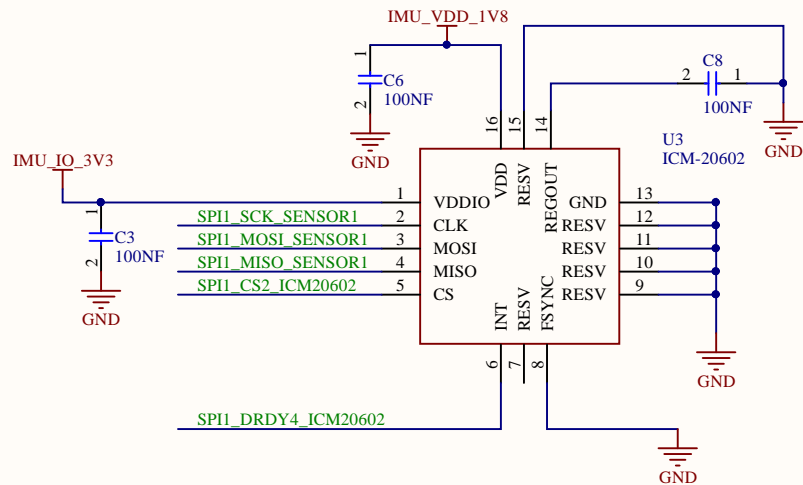 IMU_VDD_1V8
1
C6
2
100NF
GND
16
15
14
2
C8
1
100NF
GND
U3
ICM-20602
IMU_IO_3V3
1
C3
100NF
2
GND
SPI1_SCK_SENSOR1
SPI1_MOSI_SENSOR1
SPI1_MISO_SENSOR1
SPI1_CS2_ICM20602
1
2
3
4
5
VDDIO
CLK
MOSI
MISO
CS
VDD
RESV
REGOUT
GND
RESV
RESV
RESV
RESV
13
12
11
10
9
INT
RESV
FSYNC
6
7
8
GND
SPI1_DRDY4_ICM20602
GND